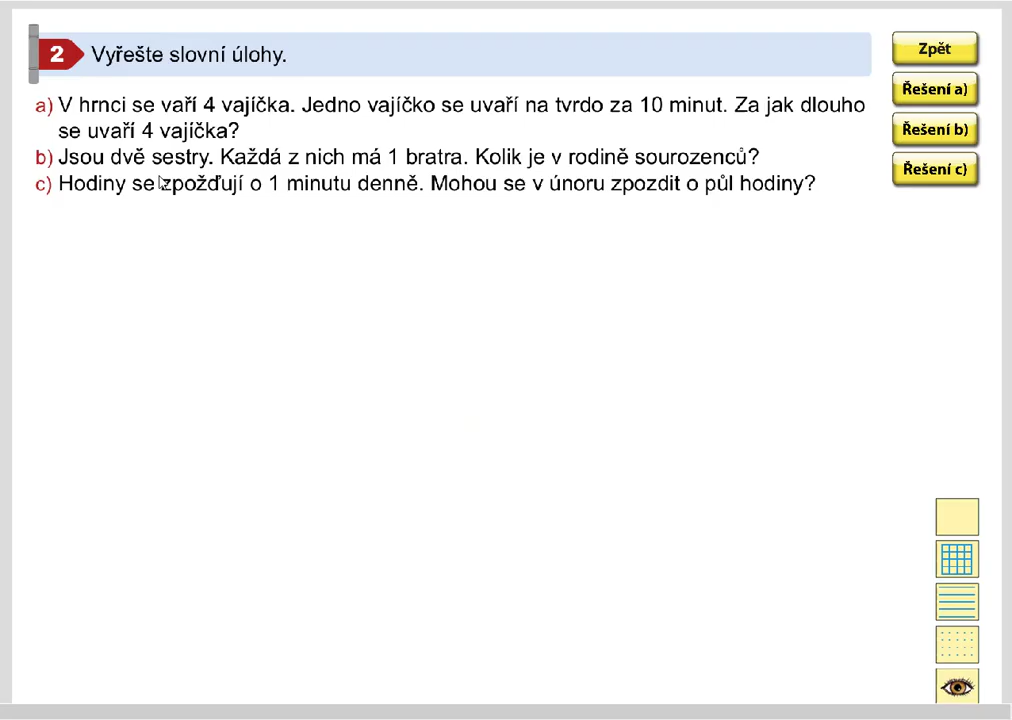 2 Vyřešte slovní úlohy.
Zpět
Řešení a)
Řešení b)
Řešení c)
a) V hrnci se vaří 4 vajíčka. Jedno vajíčko se uvaří na tvrdo za 10 minut. Za jak dlouho
se uvaří 4 vajíčka?
b) Jsou dvě sestry. Každá z nich má 1 bratra. Kolik je v rodině sourozenců?
c) Hodiny se zpožďují o 1 minutu denně. Mohou se v únoru zpozdit o půl hodiny?